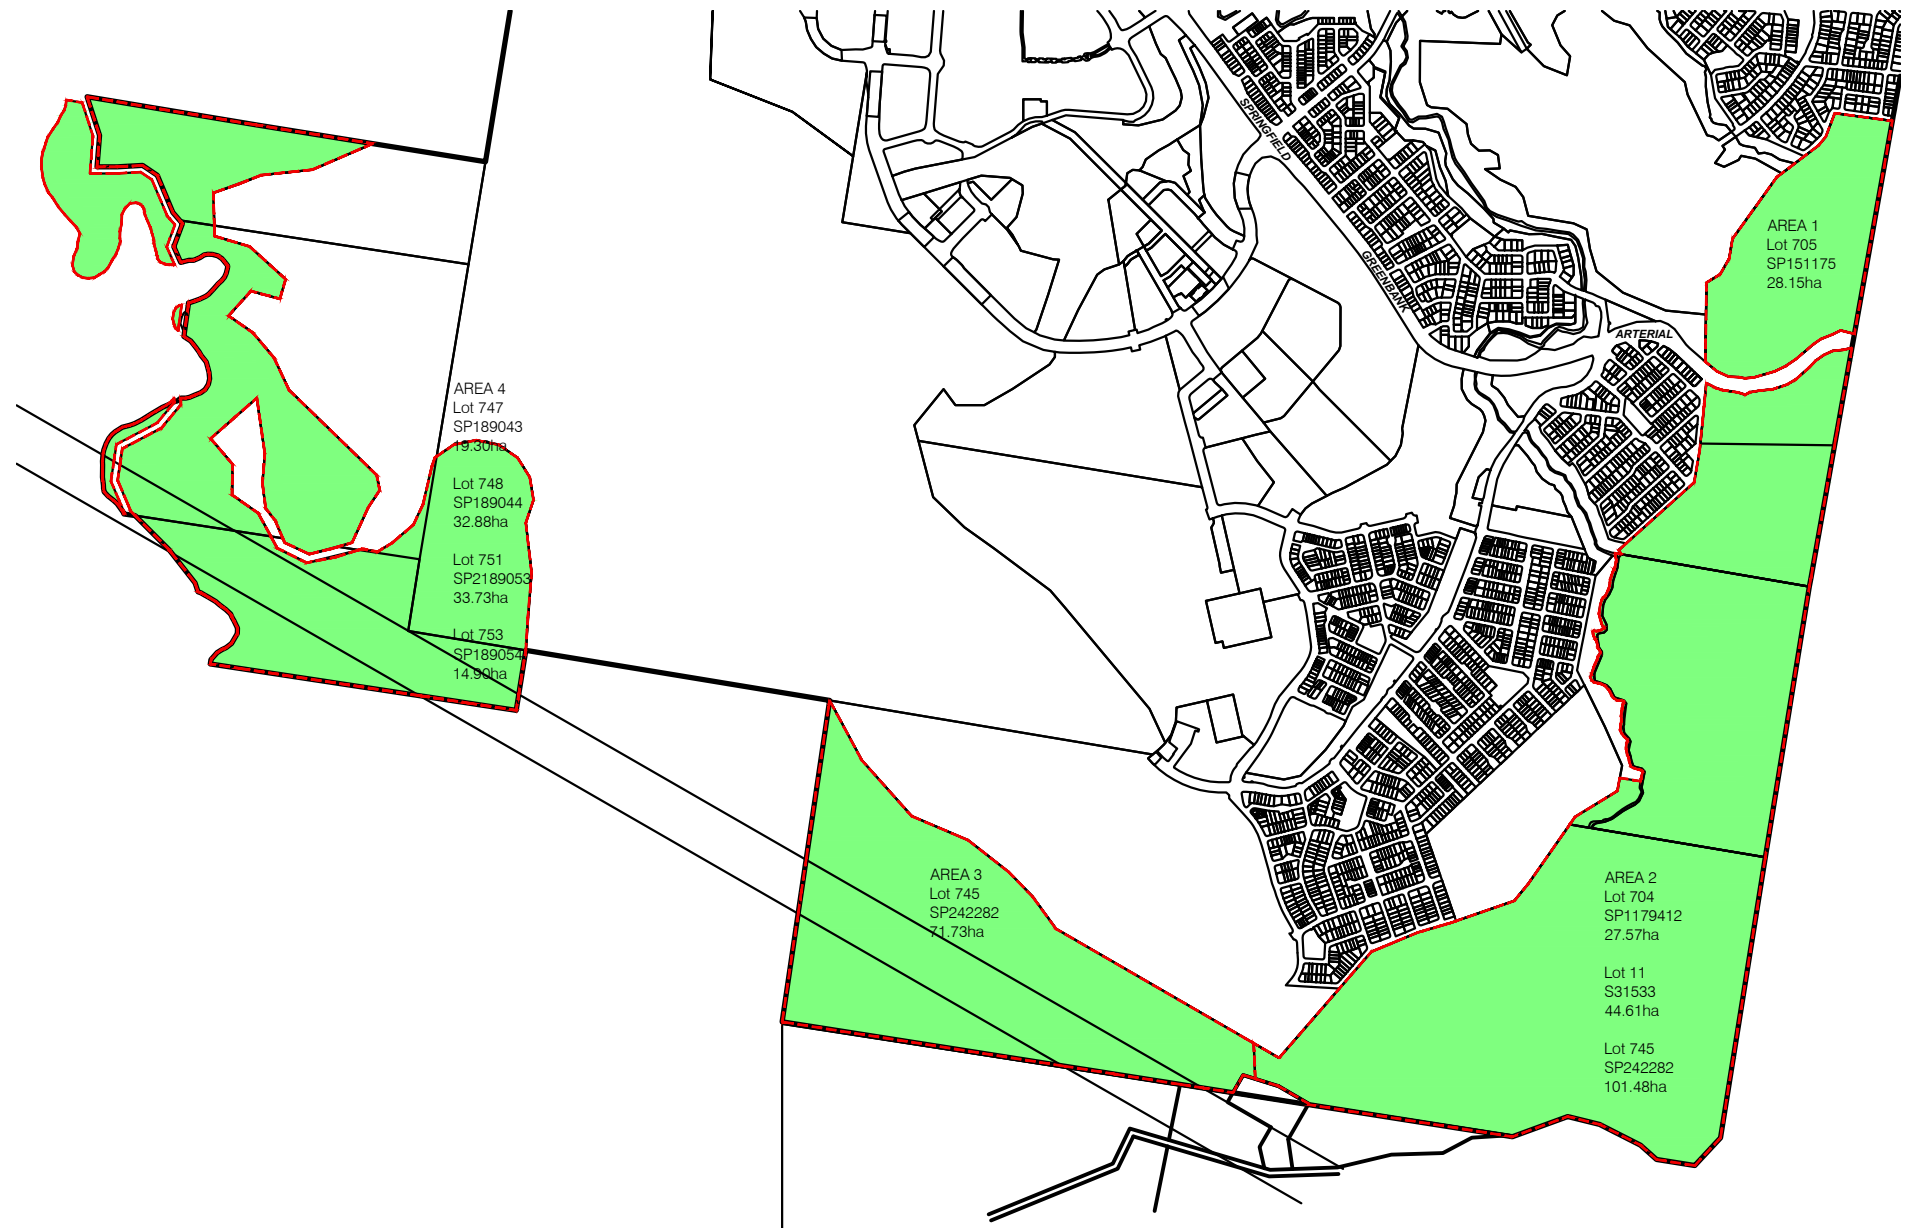 SPRINGFIELD
GREENBANK
ARTERIAL
AREA 1
Lot 705
SP151175
28.15ha
AREA 4
Lot 747
SP189043
19.30ha
Lot 748
SP189044
32.88ha
Lot 751
SP2189053
33.73ha
Lot 753
SP189054
14.90ha
AREA 3
Lot 745
SP242282
71.73ha
AREA 2
Lot 704
SP1179412
27.57ha
Lot 11
S31533
44.61ha
Lot 745
SP242282
101.48ha